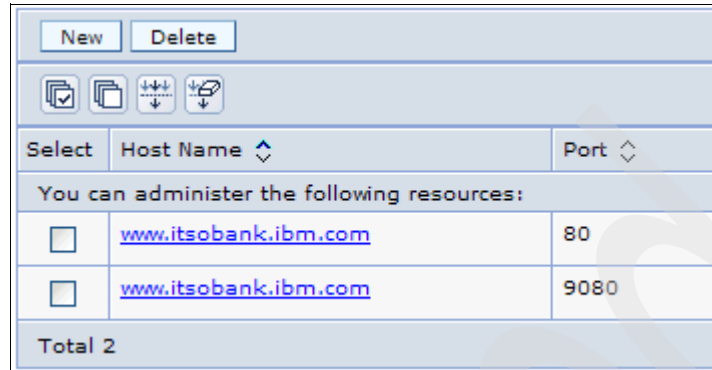 New Delete
Select Host Name Port
You can administer the following resources:
www.itsobank.ibm.com 80
www.itsobank.ibm.com 9080
Total 2